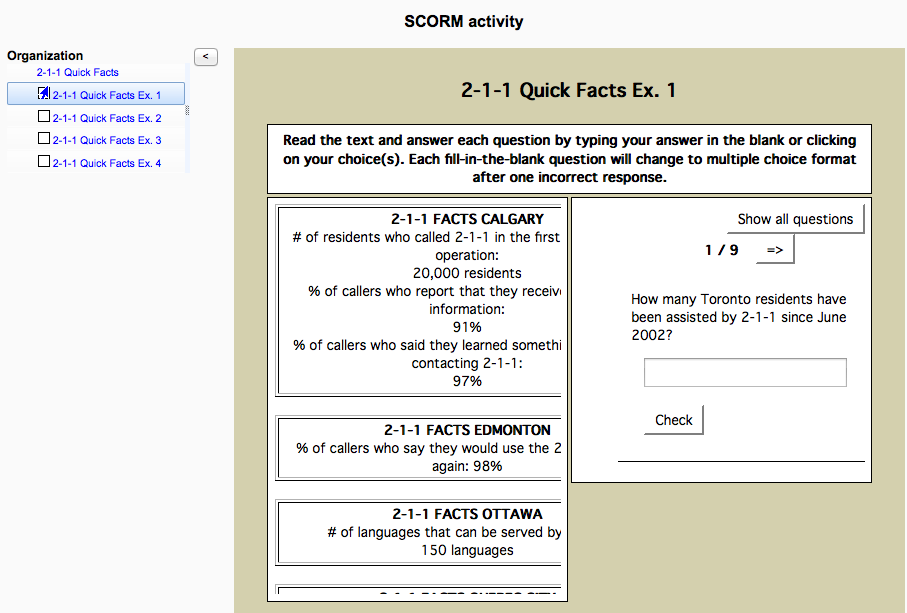 SCORM activity
Organization
<
2-1-1 Quick Facts
2-1-1 Quick Facts Ex. 1
2-1-1 Quick Facts Ex. 2
2-1-1 Quick Facts Ex. 3
2-1-1 Quick Facts Ex. 4
2-1-1 Quick Facts Ex. 1
Read the text and answer each question by typing your answer in the blank or clicking
on your choice(s). Each fill-in-the-blank question will change to multiple choice format
after one incorrect response.
2-1-1 FACTS CALGARY
# of residents who called 2-1-1 in the first
operation:
20,000 residents
% of callers who report that they receiv
information:
91%
% of callers who said they learned somethi
contacting 2-1-1:
97%
2-1-1 FACTS EDMONTON
% of callers who say they would use the 2
again: 98%
2-1-1 FACTS OTTAWA
# of languages that can be served by
150 languages
Show all questions
1 / 9 =>
How many Toronto residents have
been assisted by 2-1-1 since June
2002?
Check